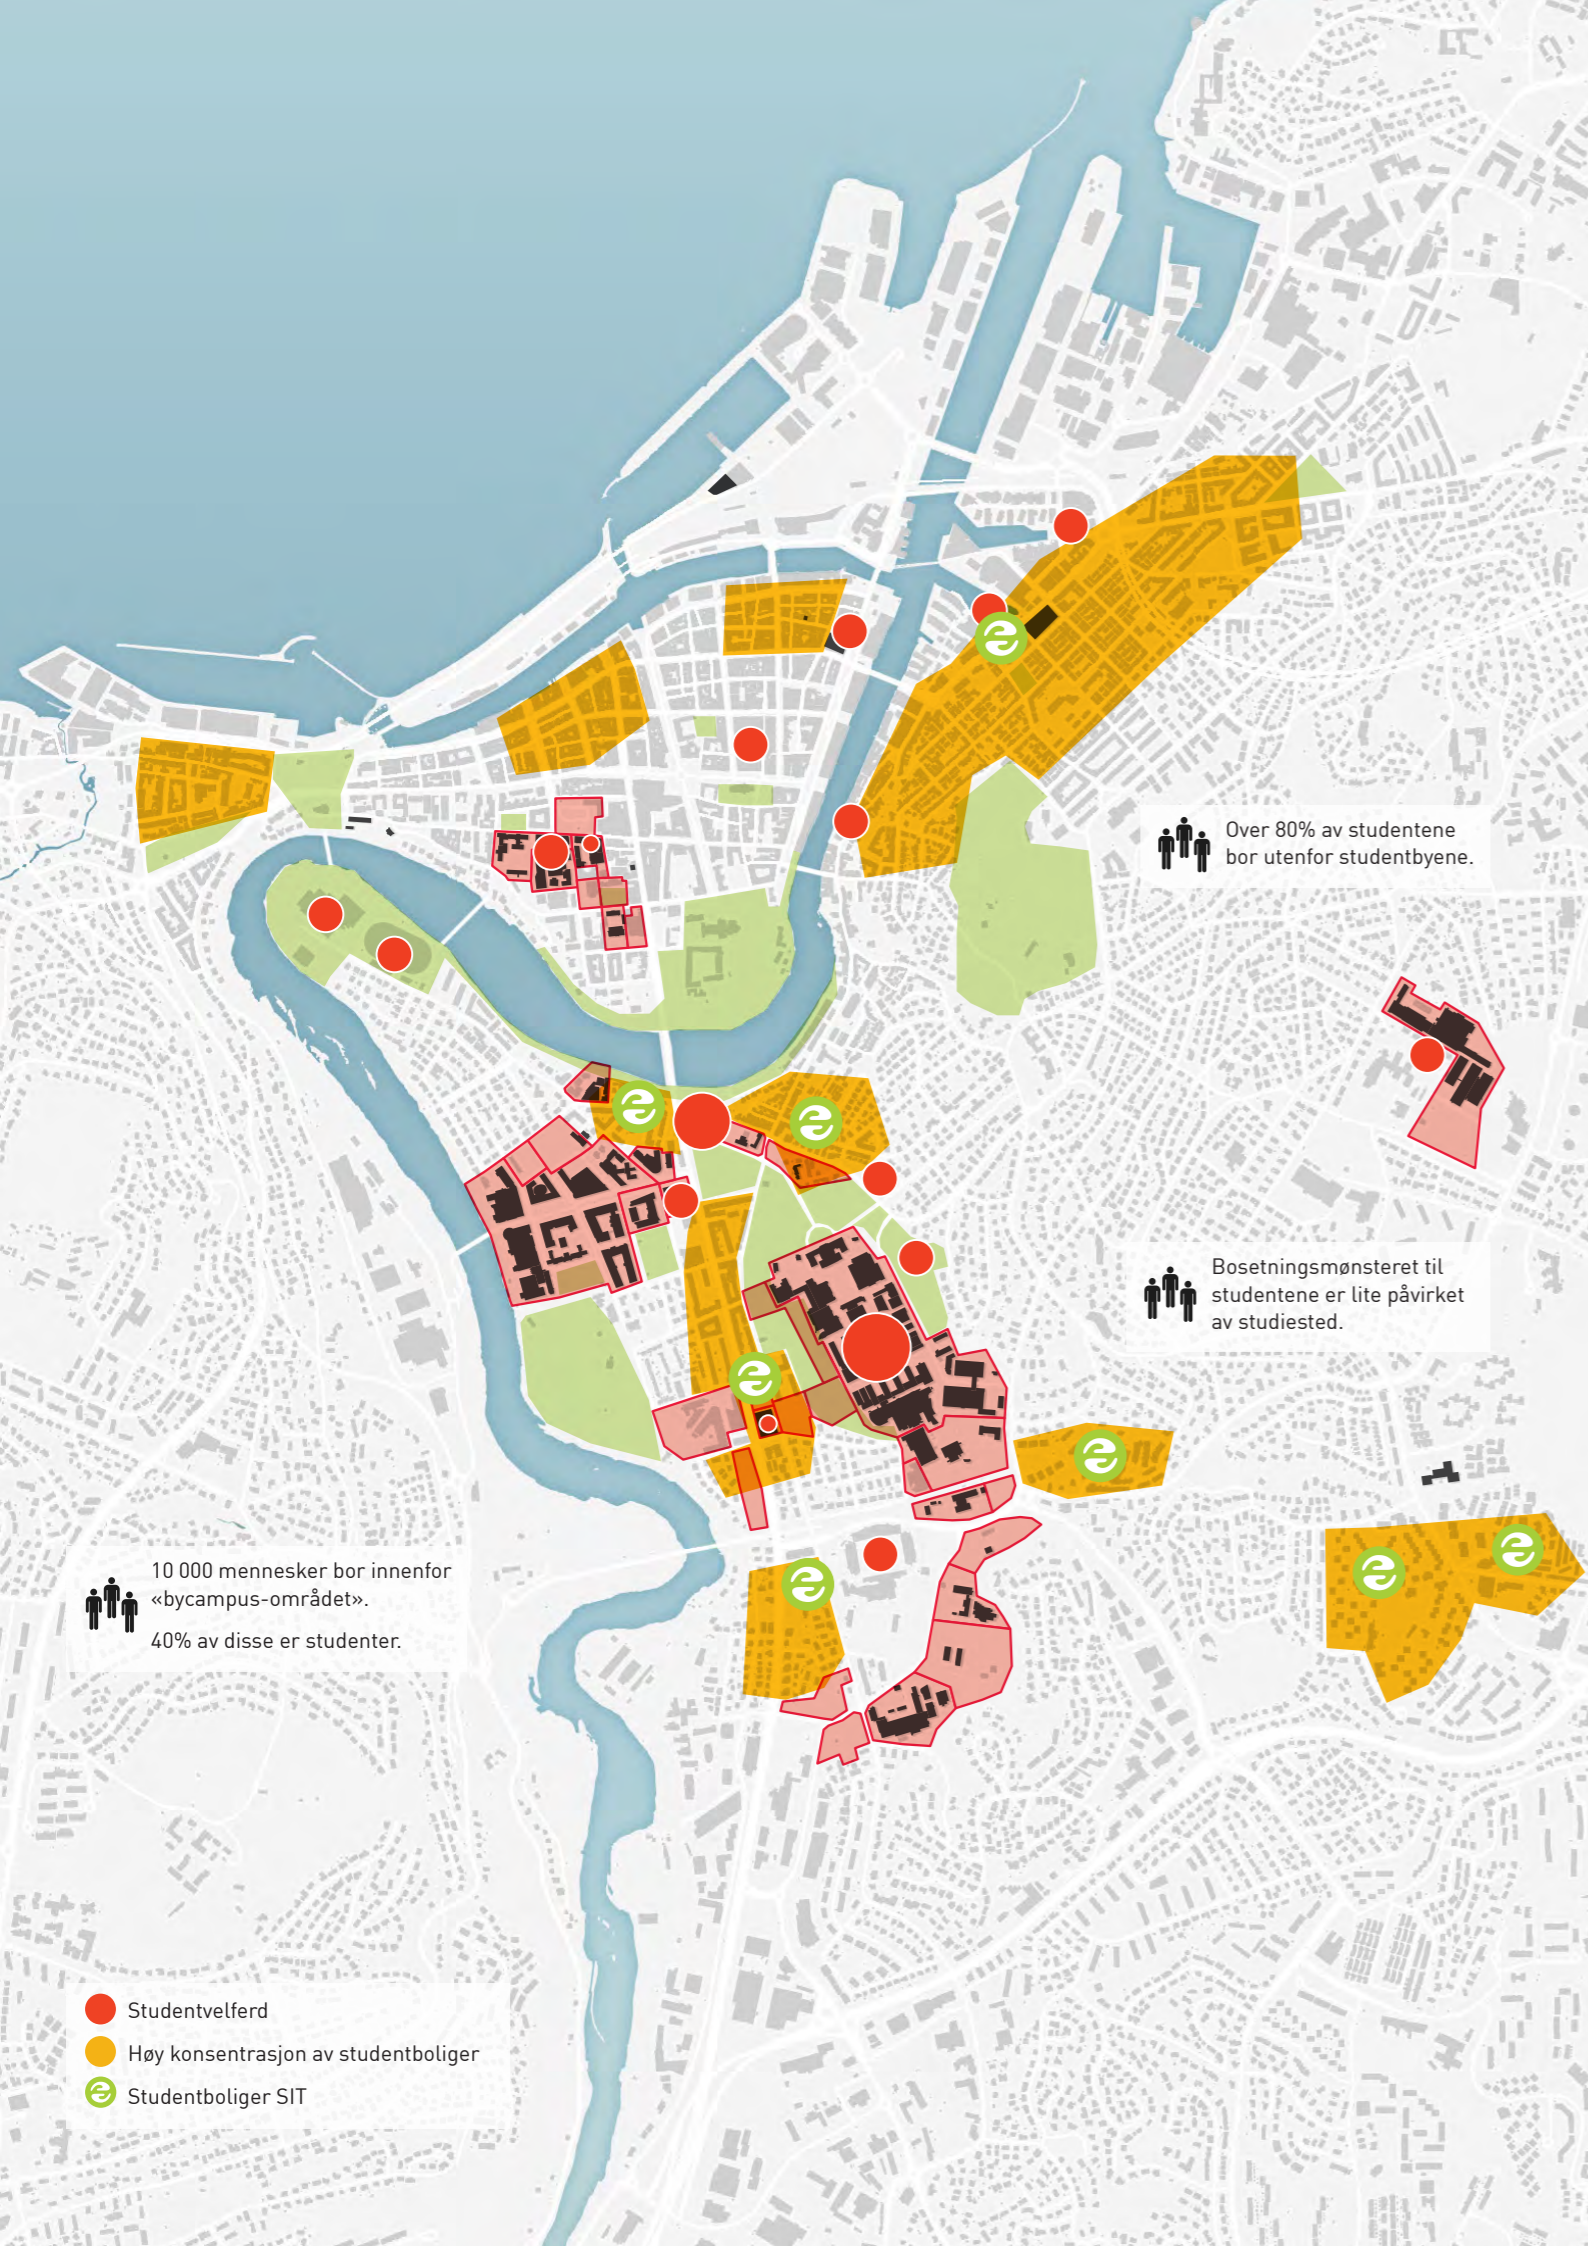 Over 80% av studentene
bor utenfor studentbyene.
Bosetningsmønsteret til
studentene er lite påvirket
av studiested.
10 000 mennesker bor innenfor
«bycampus-området».
40% av disse er studenter.
Studentvelferd
Høy konsentrasjon av studentboliger
Studentboliger SIT